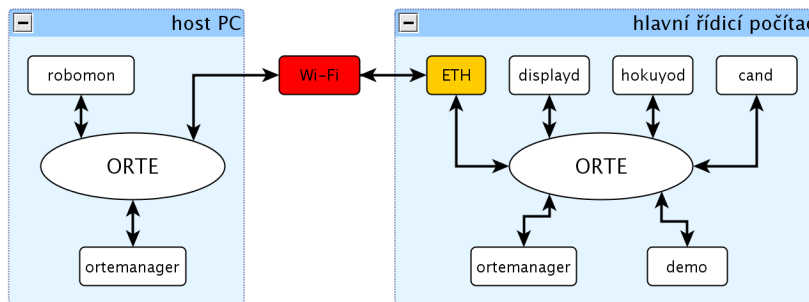 host PC
hlavní řídicí počítač
robomon
Wi-Fi
ETH
displayd
hokuyod
cand
ORTE
ORTE
ortemanager
ortemanager
demo